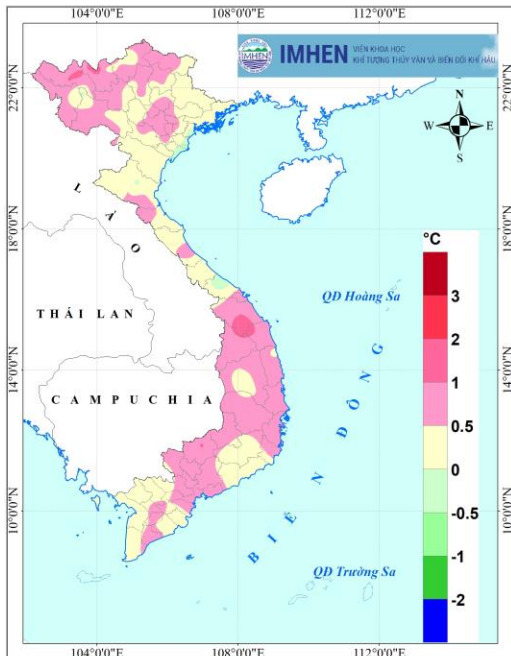 104°0'0"E 108°0'0"E 112°0'0"E
IMHEN
IMHEN
VIỆN KHOA HỌC
KHÍ TƯỢNG THỦY VĂN VÀ BIẾN ĐỔI KHÍ HẬU
22°0'0"N
22°0'0"N
N
W E
S
LÀO
18°0'0"N
18°0'0"N
°C
QĐ Hoàng Sa
3
THÁI LAN
2
14°0'0"N
14°0'0"N
1
CAMPUCHIA
0.5
0
BIỂN ĐÔNG
10°0'0"N
10°0'0"N
-0.5
-1
QĐ Trường Sa
-2
104°0'0"E 108°0'0"E 112°0'0"E